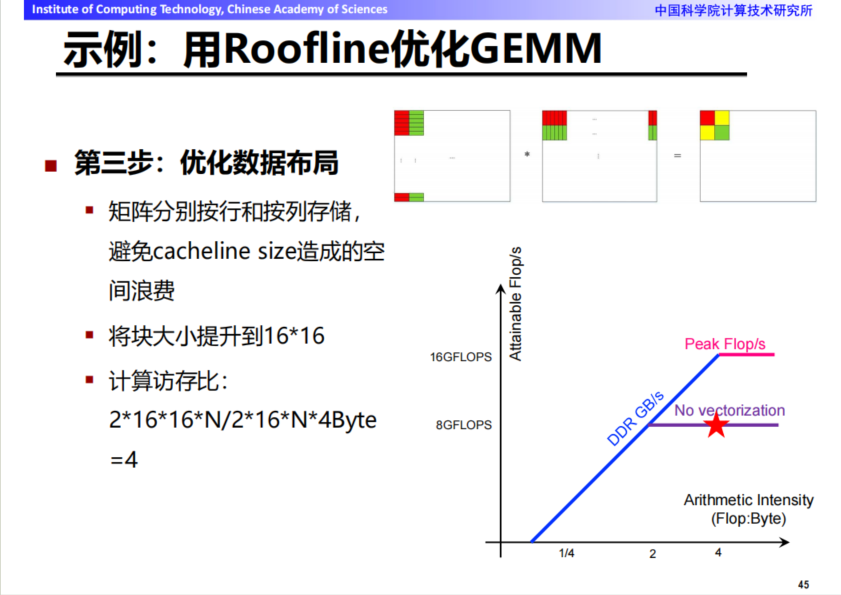 Institute of Computing Technology, Chinese Academy of Sciences
中国科学院计算技术研究所
示例：用Roofline优化GEMM
第三步：优化数据布局
矩阵分别按行和按列存储，
避免cacheline size造成的空
间浪费
将块大小提升到16*16
计算访存比：
2*16*16*N/2*16*N*4Byte
=4
*
=
Attainable Flop/s
Peak Flop/s
16GFLOPS
DDR GB/s
No vectorization
8GFLOPS
Arithmetic Intensity
(Flop:Byte)
1/4
2
4
45